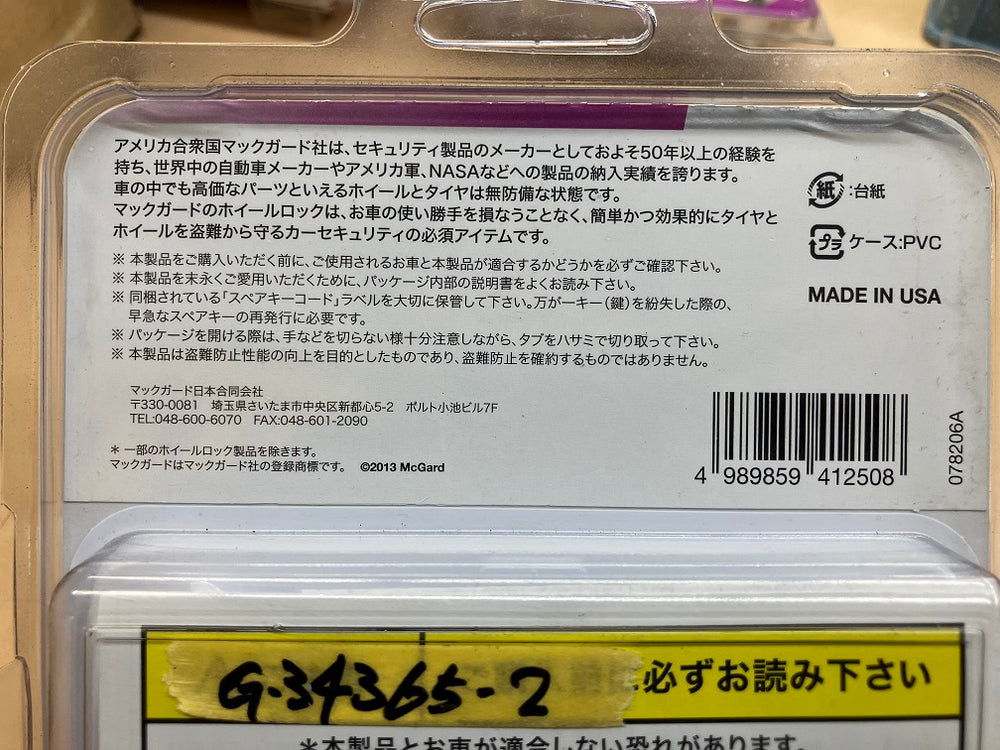 アメリカ合衆国マックガード社は、セキュリティ製品のメーカーとしておよそ50年以上の経験を
持ち、世界中の自動車メーカーやアメリカ軍、NASAなどへの製品の納入実績を誇ります。
車の中でも高価なパーツといえるホイールとタイヤは無防備な状態です。
マックガードのホイールロックは、お車の使い勝手を損なうことなく、簡単かつ効果的にタイヤと
ホイールを盗難から守るカーセキュリティの必須アイテムです。
※ 本製品をご購入いただく前に、ご使用されるお車と本製品が適合するかどうかを必ずご確認下さい。
※ 本製品を末永くご愛用いただくために、パッケージ内部の説明書をよくお読み下さい。
※ 同梱されている「スペアキーコード」ラベルを大切に保管して下さい。万が一キー(鍵)を紛失した際の、
早急なスペアキーの再発行に必要です。
※ パッケージを開ける際は、手などを切らない様十分注意しながら、タブをハサミで切り取って下さい。
※ 本製品は盗難防止性能の向上を目的としたものであり、盗難防止を確約するものではありません。
マックガード日本合同会社
〒330-0081 埼玉県さいたま市中央区新都心5-2 ポルト小池ビル7F
TEL:048-600-6070 FAX:048-601-2090
＊ 一部のホイールロック製品を除きます。
マックガードはマックガード社の登録商標です。 ©2013 McGard
紙:台紙
プラ ケース:PVC
MADE IN USA
4 989859 412508
078206A
G-34365-2
必ずお読み下さい
＊本製品とお車が適合しない恐れがあります。